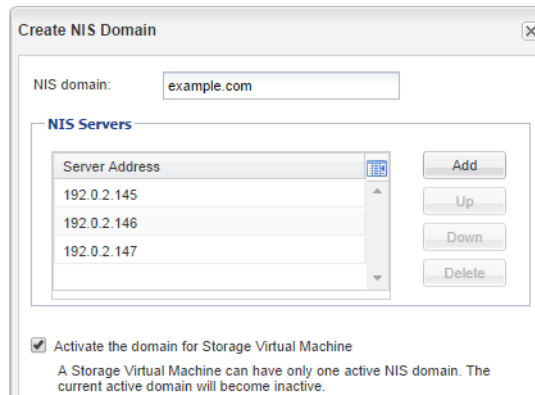 Create NIS Domain
NIS domain:
example.com
NIS Servers
Server Address
192.0.2.145
192.0.2.146
192.0.2.147
Add
Up
Down
Delete
Activate the domain for Storage Virtual Machine
A Storage Virtual Machine can have only one active NIS domain. The
current active domain will become inactive.